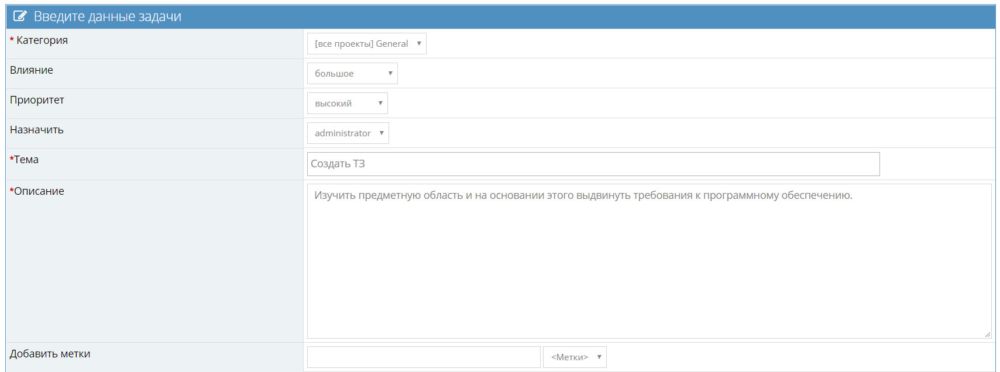 Введите данные задачи
* Категория
[все проекты] General
Влияние
большое
Приоритет
высокий
Назначить
administrator
*Тема
Создать ТЗ
*Описание
Изучить предметную область и на основании этого выдвинуть требования к программному обеспечению.
Добавить метки
<Метки>